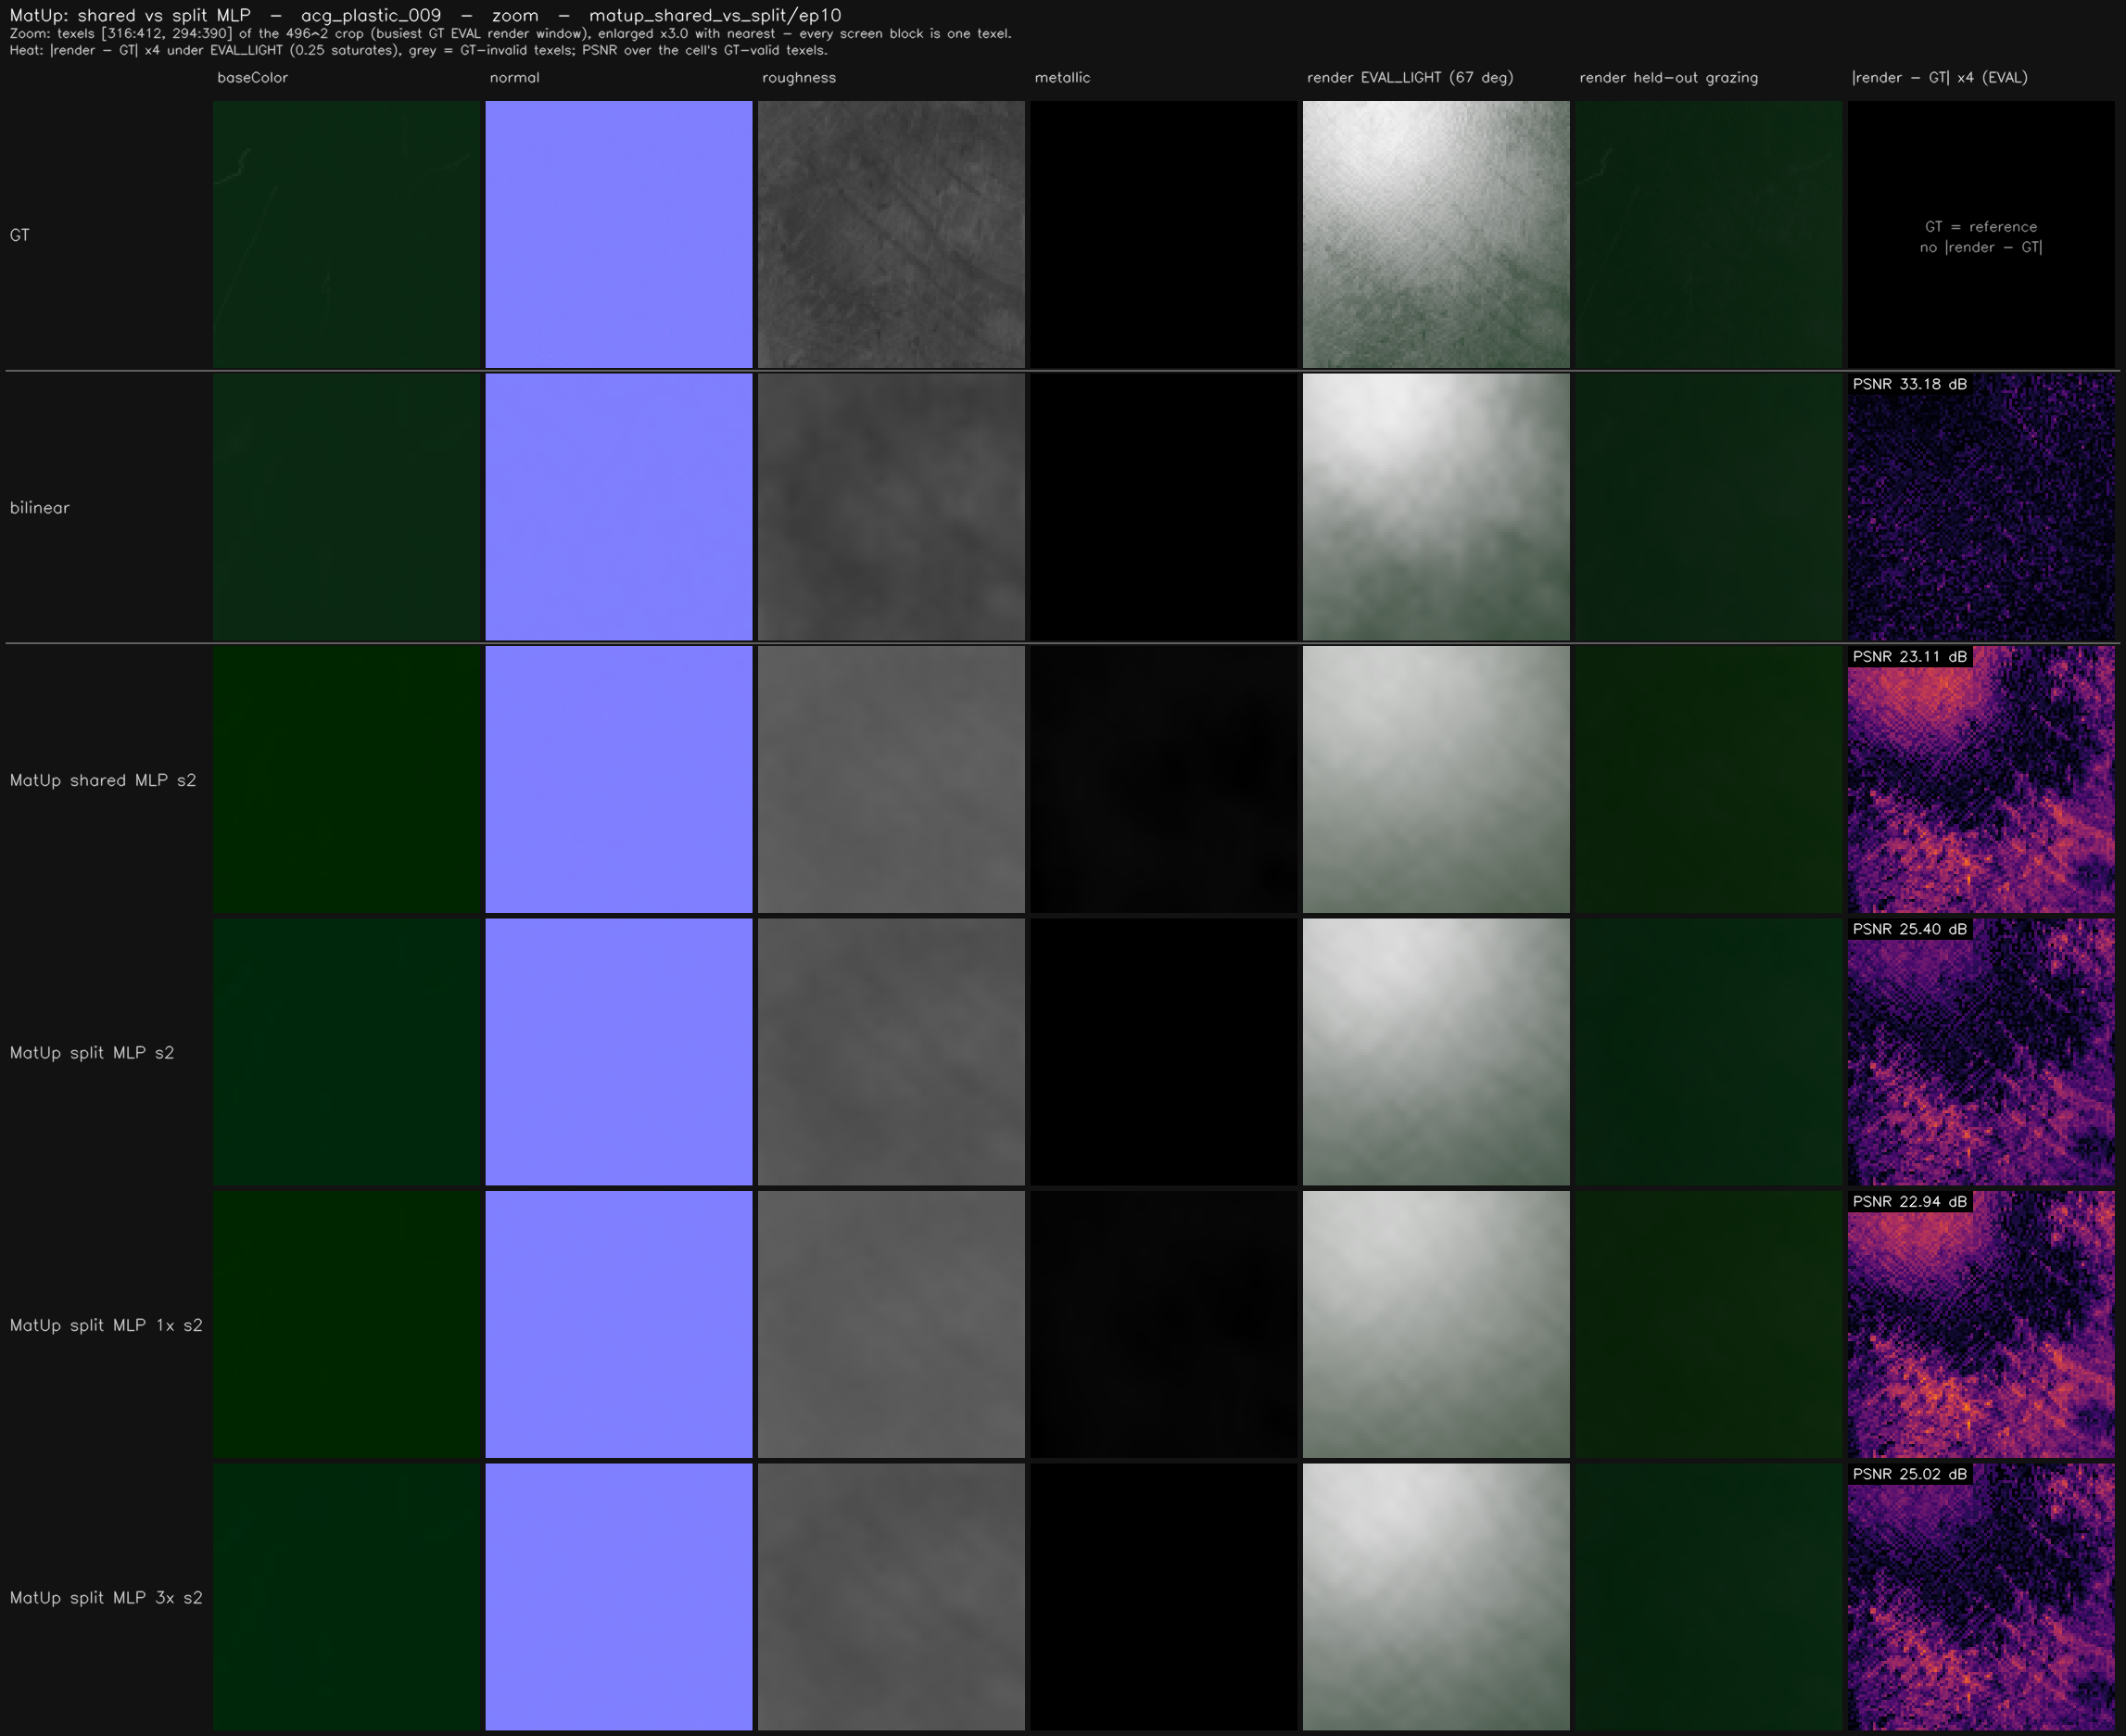 MatUp: shared vs split MLP – acg_plastic_009 – zoom – matup_shared_vs_split/ep10
Zoom: texels [316:412, 294:390] of the 496^2 crop (busiest GT EVAL render window), enlarged x3.0 with nearest – every screen block is one texel.
Heat: |render – GT| x4 under EVAL_LIGHT (0.25 saturates), grey = GT-invalid texels; PSNR over the cell's GT-valid texels.
baseColor normal roughness metallic render EVAL_LIGHT (67 deg) render held-out grazing |render – GT| x4 (EVAL)
GT
GT = reference
no |render – GT|
PSNR 33.18 dB
bilinear
PSNR 23.11 dB
MatUp shared MLP s2
PSNR 25.40 dB
MatUp split MLP s2
PSNR 22.94 dB
MatUp split MLP 1x s2
PSNR 25.02 dB
MatUp split MLP 3x s2